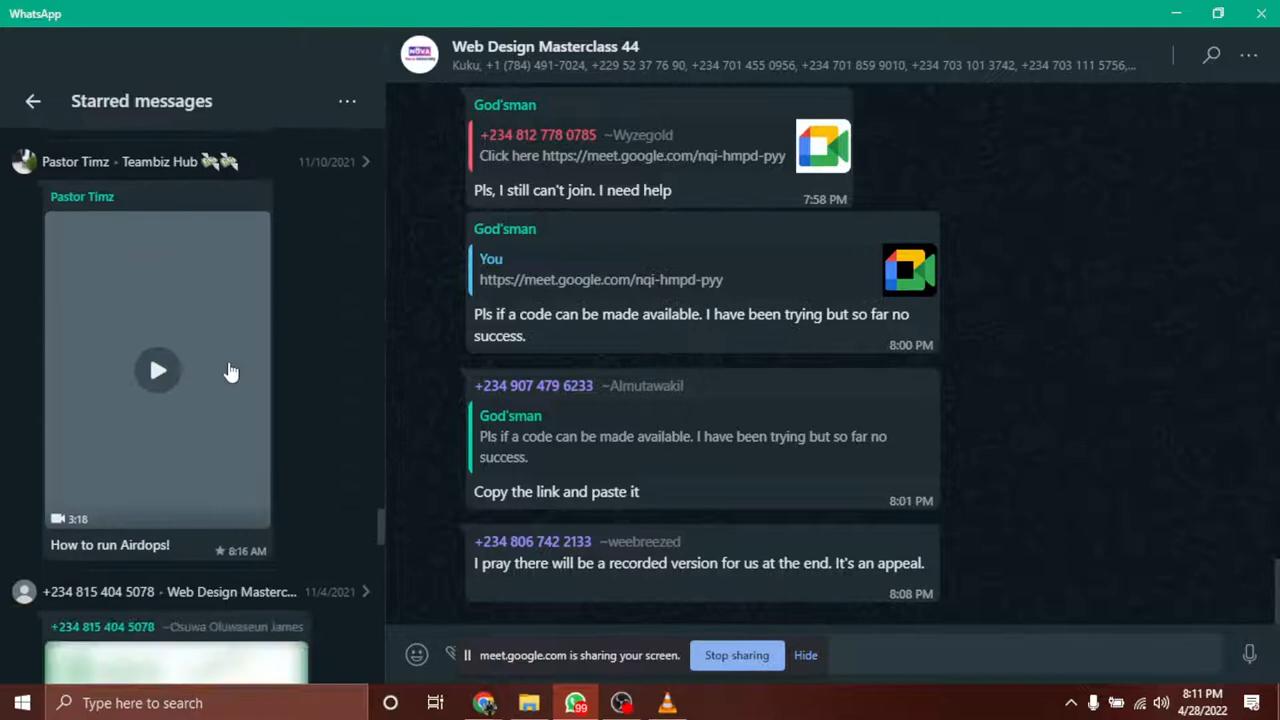 WhatsApp
Starred messages
Pastor Timz • Teambiz Hub 💸💸 11/10/2021
Pastor Timz
3:18
How to run Airdops!
8:16 AM
+234 815 404 5078 • Web Design Masterc... 11/4/2021
+234 815 404 5078 ~Osuwa Oluwaseun James
NOVA
Web Design Masterclass 44
Kuku, +1 (784) 491-7024, +229 52 37 76 90, +234 701 455 0956, +234 701 859 9010, +234 703 101 3742, +234 703 111 5756,...
God'sman
+234 812 778 0785 ~Wyzegold
Click here https://meet.google.com/nqi-hmpd-pyy
Pls, I still can't join. I need help
7:58 PM
God'sman
You
https://meet.google.com/nqi-hmpd-pyy
Pls if a code can be made available. I have been trying but so far no
success.
8:00 PM
+234 907 479 6233 ~Almutawakil
God'sman
Pls if a code can be made available. I have been trying but so far no
success.
Copy the link and paste it
8:01 PM
+234 806 742 2133 ~weebreezed
I pray there will be a recorded version for us at the end. It's an appeal.
8:08 PM
meet.google.com is sharing your screen. Stop sharing Hide
Type here to search
99
8:11 PM
4/28/2022